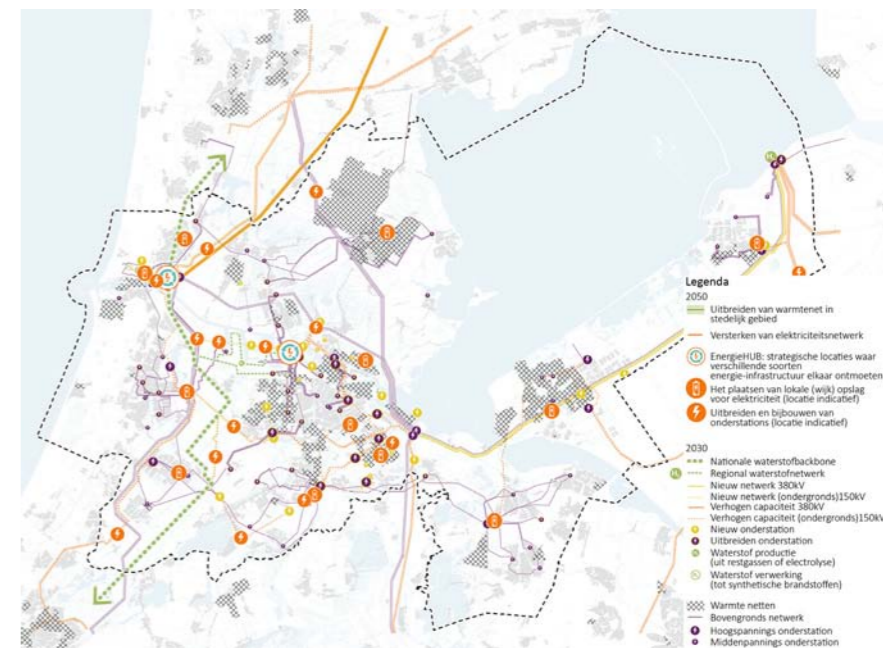 Legenda
2050
Uitbreiden van warmtenet in
stedelijk gebied
Versterken van elektriciteitsnetwerk
EnergieHUB: strategische locaties waar
verschillende soorten
energie-infrastructuur elkaar ontmoeten
Het plaatsen van lokale (wijk) opslag
voor elektriciteit (locatie indicatief)
Uitbreiden en bijbouwen van
onderstations (locatie indicatief)
2030
Nationale waterstofbackbone
Regional waterstofnetwerk
Nieuw netwerk 380kV
Nieuw netwerk (ondergronds)150kV
Verhogen capaciteit 380kV
Verhogen capaciteit (ondergronds)150kV
Nieuw onderstation
Uitbreiden onderstation
Waterstof productie
(uit restgassen of electrolyse)
Waterstof verwerking
(tot synthetische brandstoffen)
Warmte netten
Bovengronds netwerk
Hoogspannings onderstation
Middenpannings onderstation